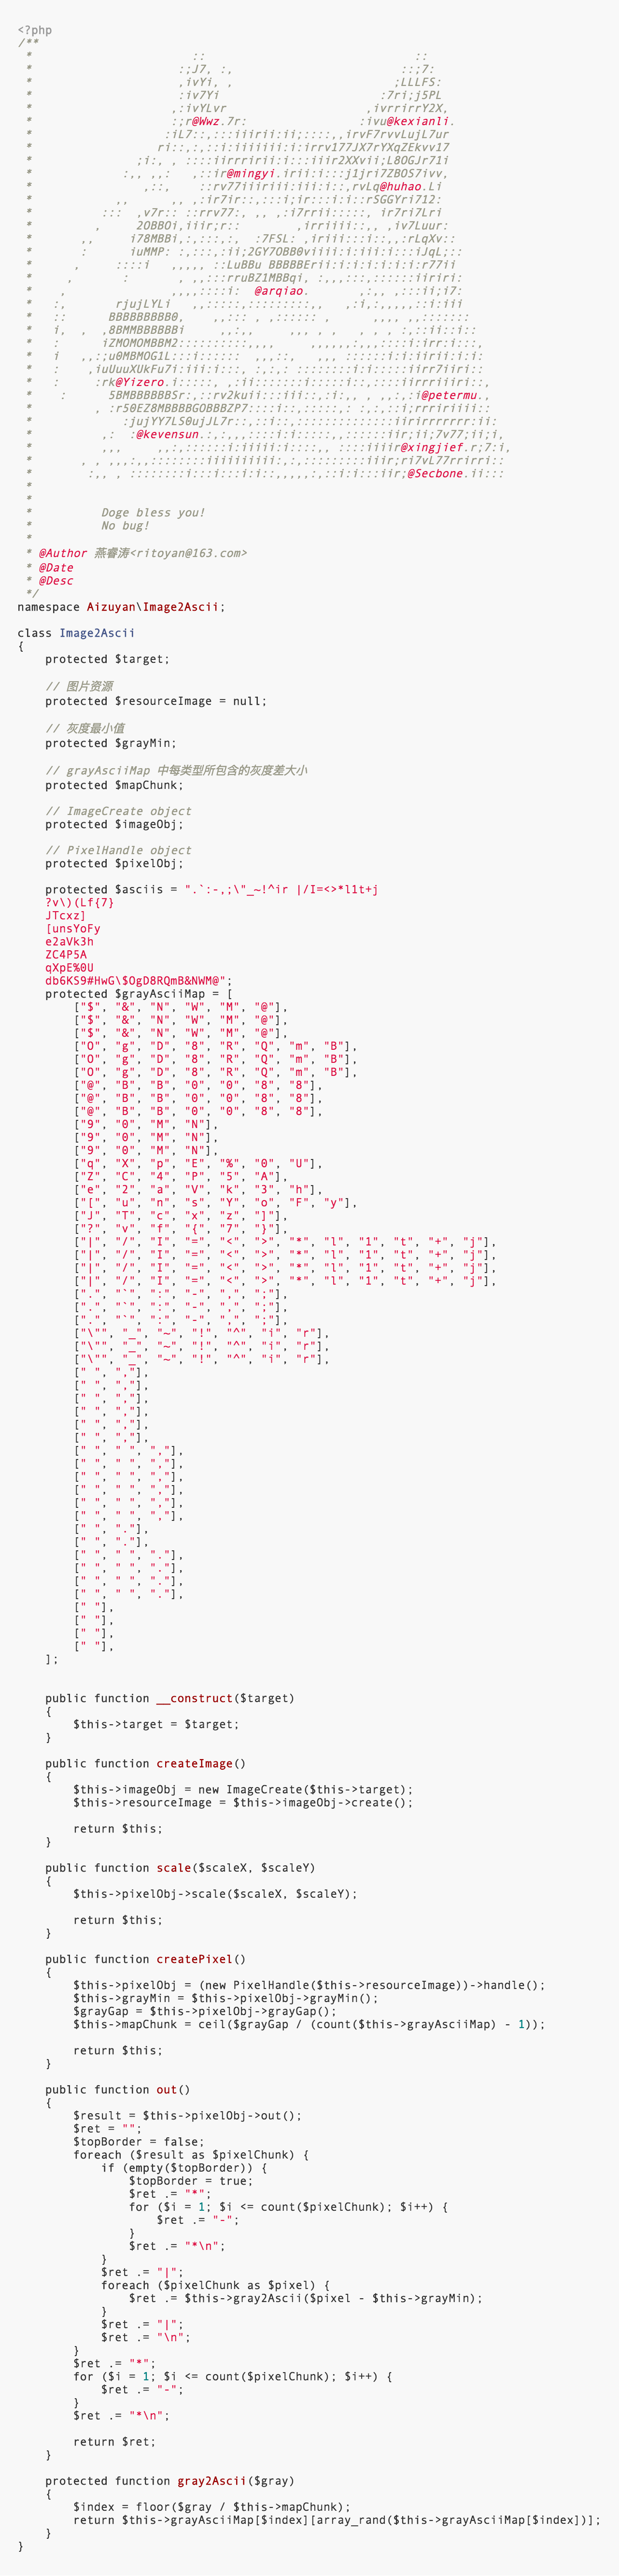 <?php
/**
 *                       ::                              ::
 *                     :;J7, :,                        ::;7:
 *                     ,ivYi, ,                       ;LLLFS:
 *                     :iv7Yi                       :7ri;j5PL
 *                    ,:ivYLvr                    ,ivrrirrY2X,
 *                    :;r@Wwz.7r:                :ivu@kexianli.
 *                   :iL7::,:::iiirii:ii;::::,,irvF7rvvLujL7ur
 *                  ri::,:,::i:iiiiiii:i:irrv177JX7rYXqZEkvv17
 *               ;i:, , ::::iirrririi:i:::iiir2XXvii;L8OGJr71i
 *             :,, ,,:   ,::ir@mingyi.irii:i:::j1jri7ZBOS7ivv,
 *                ,::,    ::rv77iiiriii:iii:i::,rvLq@huhao.Li
 *            ,,      ,, ,:ir7ir::,:::i;ir:::i:i::rSGGYri712:
 *          :::  ,v7r:: ::rrv77:, ,, ,:i7rrii:::::, ir7ri7Lri
 *         ,     2OBBOi,iiir;r::        ,irriiii::,, ,iv7Luur:
 *       ,,     i78MBBi,:,:::,:,  :7FSL: ,iriii:::i::,,:rLqXv::
 *       :      iuMMP: :,:::,:ii;2GY7OBB0viiii:i:iii:i:::iJqL;::
 *      ,     ::::i   ,,,,, ::LuBBu BBBBBErii:i:i:i:i:i:i:r77ii
 *     ,       :       , ,,:::rruBZ1MBBqi, :,,,:::,::::::iiriri:
 *    ,               ,,,,::::i:  @arqiao.       ,:,, ,:::ii;i7:
 *   :,       rjujLYLi   ,,:::::,:::::::::,,   ,:i,:,,,,,::i:iii
 *   ::      BBBBBBBBB0,    ,,::: , ,:::::: ,      ,,,, ,,:::::::
 *   i,  ,  ,8BMMBBBBBBi     ,,:,,     ,,, , ,   , , , :,::ii::i::
 *   :      iZMOMOMBBM2::::::::::,,,,     ,,,,,,:,,,::::i:irr:i:::,
 *   i   ,,:;u0MBMOG1L:::i::::::  ,,,::,   ,,, ::::::i:i:iirii:i:i:
 *   :    ,iuUuuXUkFu7i:iii:i:::, :,:,: ::::::::i:i:::::iirr7iiri::
 *   :     :rk@Yizero.i:::::, ,:ii:::::::i:::::i::,::::iirrriiiri::,
 *    :      5BMBBBBBBSr:,::rv2kuii:::iii::,:i:,, , ,,:,:i@petermu.,
 *         , :r50EZ8MBBBBGOBBBZP7::::i::,:::::,: :,:,::i;rrririiii::
 *             :jujYY7LS0ujJL7r::,::i::,::::::::::::::iirirrrrrrr:ii:
 *          ,:  :@kevensun.:,:,,,::::i:i:::::,,::::::iir;ii;7v77;ii;i,
 *          ,,,     ,,:,::::::i:iiiii:i::::,, ::::iiiir@xingjief.r;7:i,
 *       , , ,,,:,,::::::::iiiiiiiiii:,:,:::::::::iiir;ri7vL77rrirri::
 *        :,, , ::::::::i:::i:::i:i::,,,,,:,::i:i:::iir;@Secbone.ii:::
 *
 *
 *          Doge bless you!
 *          No bug!
 *
 * @Author 燕睿涛<ritoyan@163.com>
 * @Date
 * @Desc
 */
namespace Aizuyan\Image2Ascii;

class Image2Ascii
{
    protected $target;

    // 图片资源
    protected $resourceImage = null;

    // 灰度最小值
    protected $grayMin;

    // grayAsciiMap 中每类型所包含的灰度差大小
    protected $mapChunk;

    // ImageCreate object
    protected $imageObj;

    // PixelHandle object
    protected $pixelObj;

    protected $asciis = ".`:-,;\"_~!^ir |/I=<>*l1t+j
    ?v\)(Lf{7}
    JTcxz]
    [unsYoFy
    e2aVk3h
    ZC4P5A
    qXpE%0U
    db6KS9#HwG\$OgD8RQmB&NWM@";
    protected $grayAsciiMap = [
        ["$", "&", "N", "W", "M", "@"],
        ["$", "&", "N", "W", "M", "@"],
        ["$", "&", "N", "W", "M", "@"],
        ["O", "g", "D", "8", "R", "Q", "m", "B"],
        ["O", "g", "D", "8", "R", "Q", "m", "B"],
        ["O", "g", "D", "8", "R", "Q", "m", "B"],
        ["@", "B", "B", "0", "0", "8", "8"],
        ["@", "B", "B", "0", "0", "8", "8"],
        ["@", "B", "B", "0", "0", "8", "8"],
        ["9", "0", "M", "N"],
        ["9", "0", "M", "N"],
        ["9", "0", "M", "N"],
        ["q", "X", "p", "E", "%", "0", "U"],
        ["Z", "C", "4", "P", "5", "A"],
        ["e", "2", "a", "V", "k", "3", "h"],
        ["[", "u", "n", "s", "Y", "o", "F", "y"],
        ["J", "T", "c", "x", "z", "]"],
        ["?", "v", "f", "{", "7", "}"],
        ["|", "/", "I", "=", "<", ">", "*", "l", "1", "t", "+", "j"],
        ["|", "/", "I", "=", "<", ">", "*", "l", "1", "t", "+", "j"],
        ["|", "/", "I", "=", "<", ">", "*", "l", "1", "t", "+", "j"],
        ["|", "/", "I", "=", "<", ">", "*", "l", "1", "t", "+", "j"],
        [".", "`", ":", "-", ",", ";"],
        [".", "`", ":", "-", ",", ";"],
        [".", "`", ":", "-", ",", ";"],
        ["\"", "_", "~", "!", "^", "i", "r"],
        ["\"", "_", "~", "!", "^", "i", "r"],
        ["\"", "_", "~", "!", "^", "i", "r"],
        [" ", ","],
        [" ", ","],
        [" ", ","],
        [" ", ","],
        [" ", ","],
        [" ", ","],
        [" ", " ", ","],
        [" ", " ", ","],
        [" ", " ", ","],
        [" ", " ", ","],
        [" ", " ", ","],
        [" ", " ", ","],
        [" ", "."],
        [" ", "."],
        [" ", " ", "."],
        [" ", " ", "."],
        [" ", " ", "."],
        [" ", " ", "."],
        [" "],
        [" "],
        [" "],
        [" "],
    ];


    public function __construct($target)
    {
        $this->target = $target;
    }

    public function createImage()
    {
        $this->imageObj = new ImageCreate($this->target);
        $this->resourceImage = $this->imageObj->create();

        return $this;
    }

    public function scale($scaleX, $scaleY)
    {
        $this->pixelObj->scale($scaleX, $scaleY);

        return $this;
    }

    public function createPixel()
    {
        $this->pixelObj = (new PixelHandle($this->resourceImage))->handle();
        $this->grayMin = $this->pixelObj->grayMin();
        $grayGap = $this->pixelObj->grayGap();
        $this->mapChunk = ceil($grayGap / (count($this->grayAsciiMap) - 1));

        return $this;
    }

    public function out()
    {
        $result = $this->pixelObj->out();
        $ret = "";
        $topBorder = false;
        foreach ($result as $pixelChunk) {
            if (empty($topBorder)) {
                $topBorder = true;
                $ret .= "*";
                for ($i = 1; $i <= count($pixelChunk); $i++) {
                    $ret .= "-";
                }
                $ret .= "*\n";
            }
            $ret .= "|";
            foreach ($pixelChunk as $pixel) {
                $ret .= $this->gray2Ascii($pixel - $this->grayMin);
            }
            $ret .= "|";
            $ret .= "\n";
        }
        $ret .= "*";
        for ($i = 1; $i <= count($pixelChunk); $i++) {
            $ret .= "-";
        }
        $ret .= "*\n";

        return $ret;
    }

    protected function gray2Ascii($gray)
    {
        $index = floor($gray / $this->mapChunk);
        return $this->grayAsciiMap[$index][array_rand($this->grayAsciiMap[$index])];
    }
}